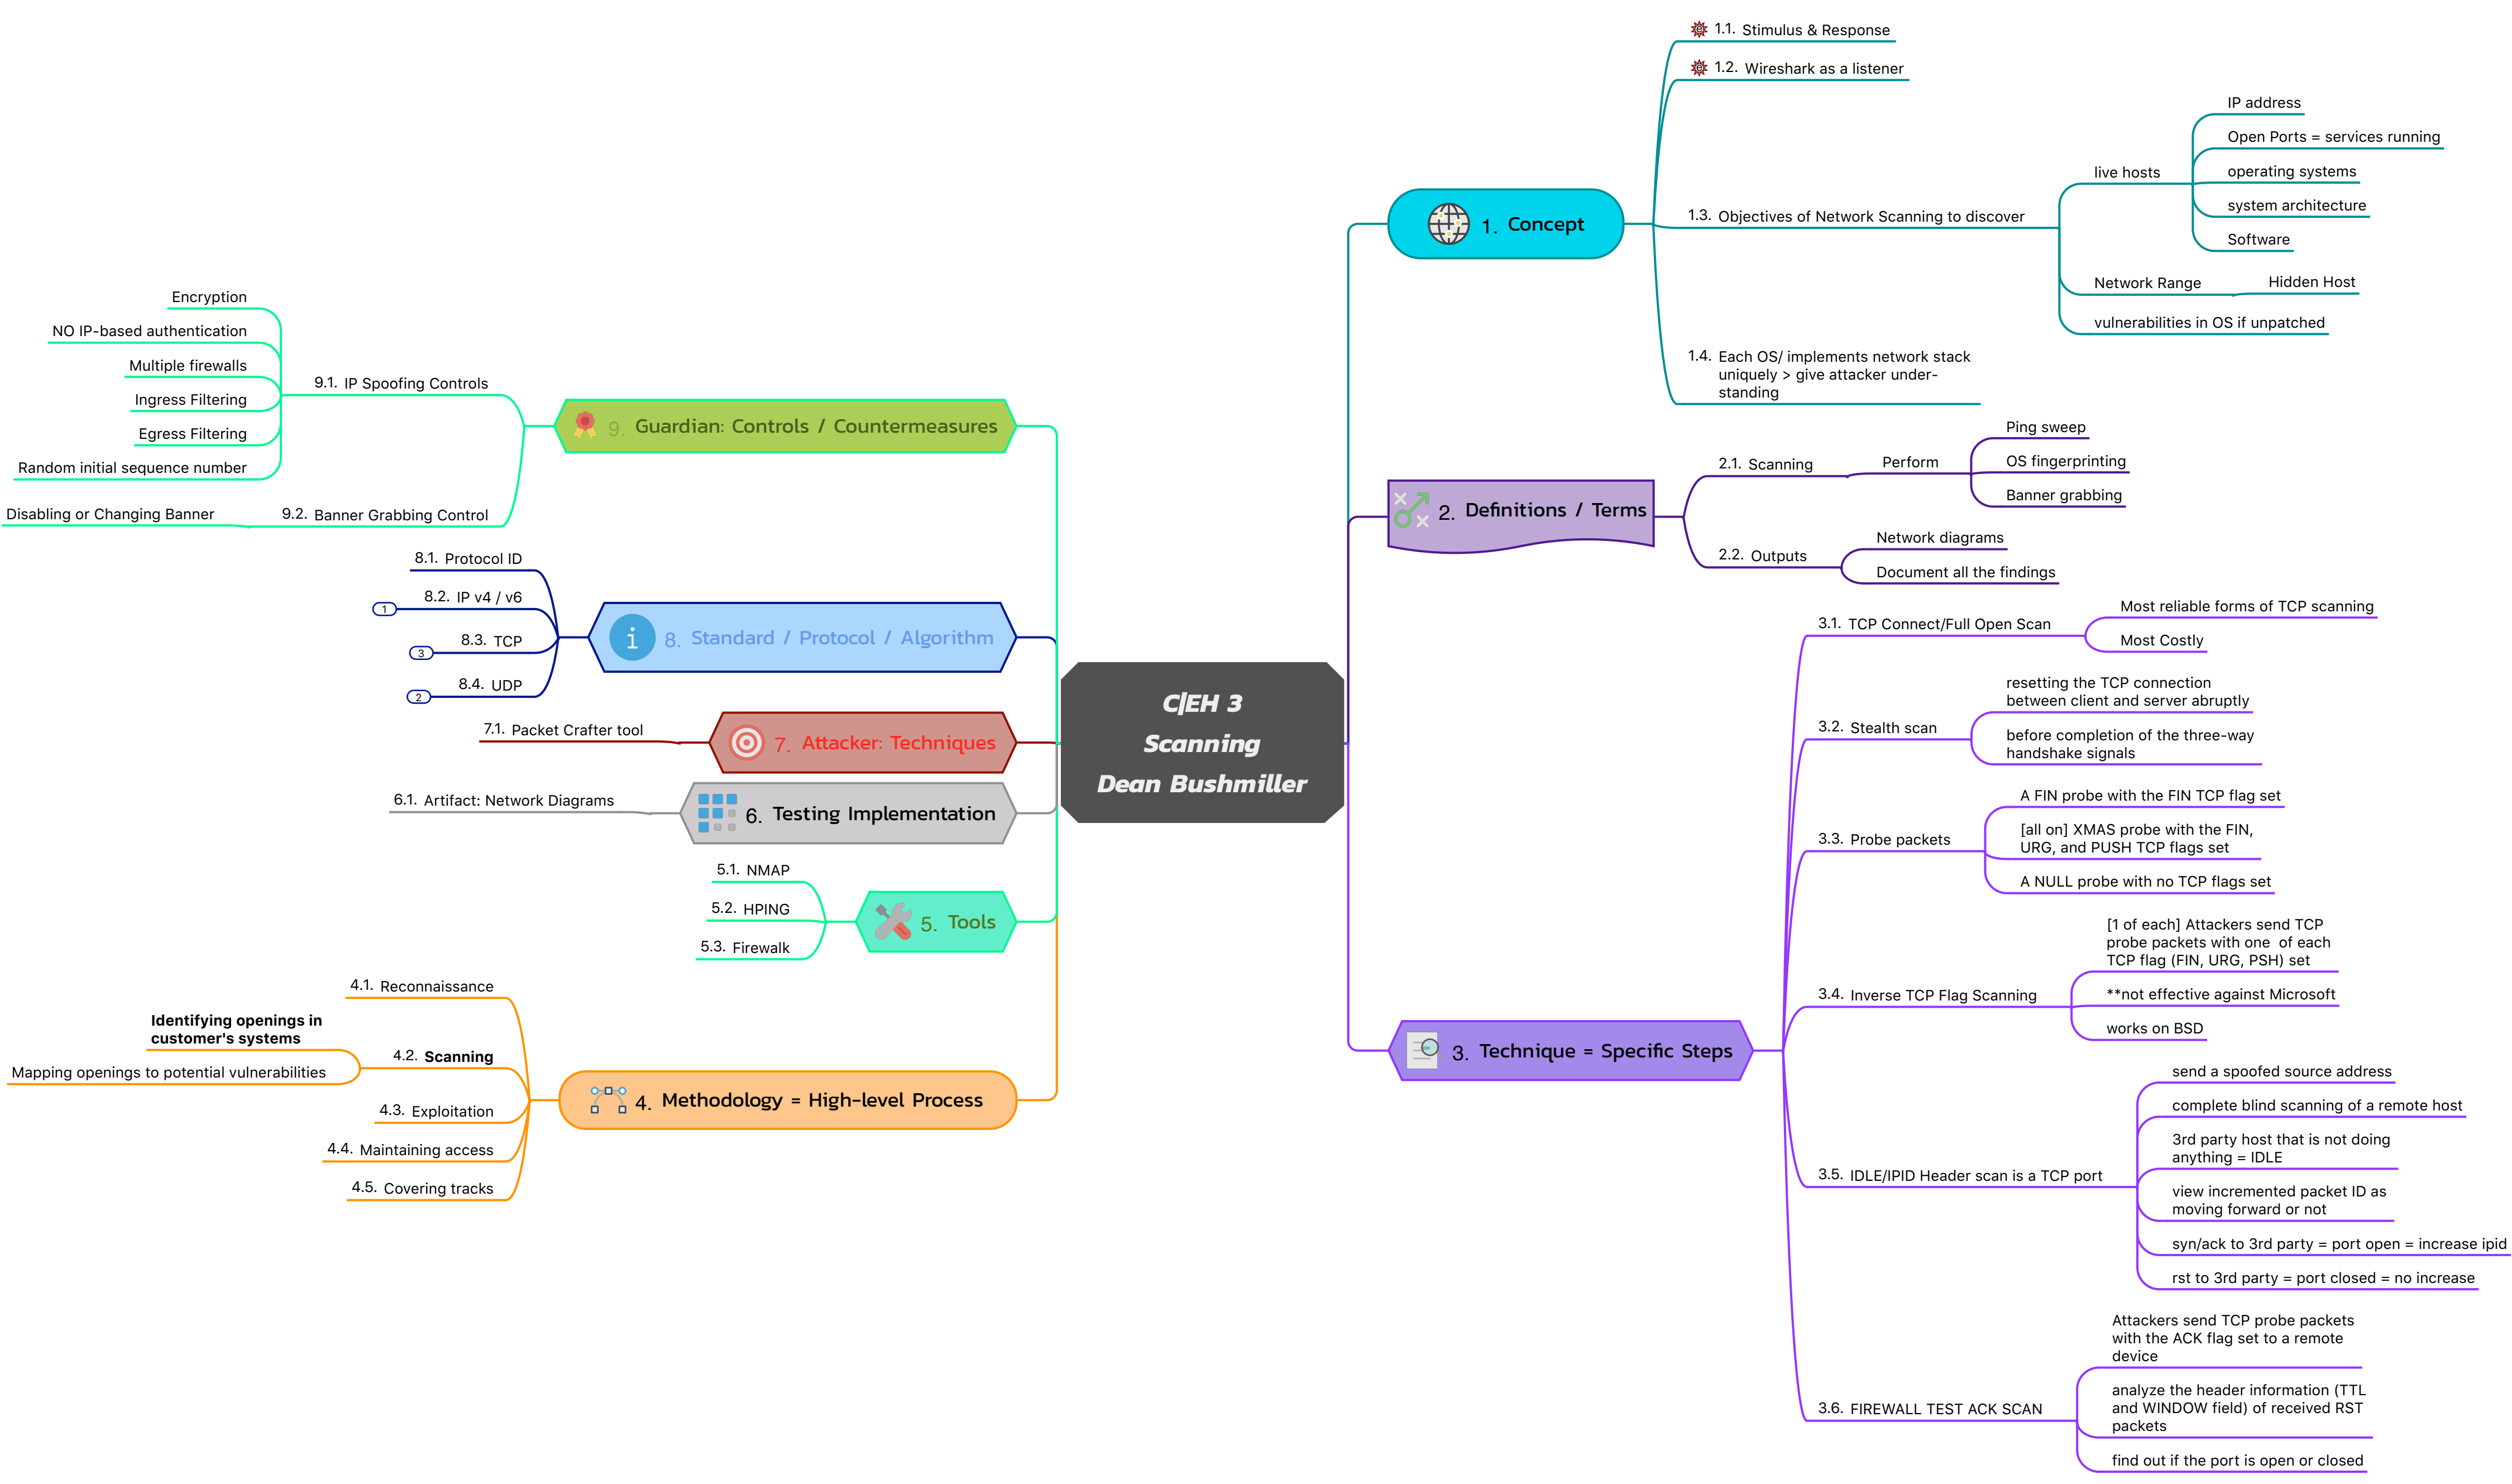 C|EH 3
Scanning
Dean Bushmiller
1. Concept
1.1. Stimulus & Response
1.2. Wireshark as a listener
1.3. Objectives of Network Scanning to discover
live hosts
IP address
Open Ports = services running
operating systems
system architecture
Software
Network Range
Hidden Host
vulnerabilities in OS if unpatched
1.4. Each OS/ implements network stack
uniquely > give attacker under-
standing
2. Definitions / Terms
2.1. Scanning
Perform
Ping sweep
OS fingerprinting
Banner grabbing
2.2. Outputs
Network diagrams
Document all the findings
3. Technique = Specific Steps
3.1. TCP Connect/Full Open Scan
Most reliable forms of TCP scanning
Most Costly
3.2. Stealth scan
resetting the TCP connection
between client and server abruptly
before completion of the three-way
handshake signals
3.3. Probe packets
A FIN probe with the FIN TCP flag set
[all on] XMAS probe with the FIN,
URG, and PUSH TCP flags set
A NULL probe with no TCP flags set
3.4. Inverse TCP Flag Scanning
[1 of each] Attackers send TCP
probe packets with one of each
TCP flag (FIN, URG, PSH) set
**not effective against Microsoft
works on BSD
3.5. IDLE/IPID Header scan is a TCP port
send a spoofed source address
complete blind scanning of a remote host
3rd party host that is not doing
anything = IDLE
view incremented packet ID as
moving forward or not
syn/ack to 3rd party = port open = increase ipid
rst to 3rd party = port closed = no increase
3.6. FIREWALL TEST ACK SCAN
Attackers send TCP probe packets
with the ACK flag set to a remote
device
analyze the header information (TTL
and WINDOW field) of received RST
packets
find out if the port is open or closed
4. Methodology = High-level Process
4.1. Reconnaissance
4.2. Scanning
Identifying openings in
customer's systems
Mapping openings to potential vulnerabilities
4.3. Exploitation
4.4. Maintaining access
4.5. Covering tracks
5. Tools
5.1. NMAP
5.2. HPING
5.3. Firewalk
6. Testing Implementation
6.1. Artifact: Network Diagrams
7. Attacker: Techniques
7.1. Packet Crafter tool
8. Standard / Protocol / Algorithm
8.1. Protocol ID
8.2. IP v4 / v6
1
8.3. TCP
3
8.4. UDP
2
9. Guardian: Controls / Countermeasures
9.1. IP Spoofing Controls
Encryption
NO IP-based authentication
Multiple firewalls
Ingress Filtering
Egress Filtering
Random initial sequence number
9.2. Banner Grabbing Control
Disabling or Changing Banner